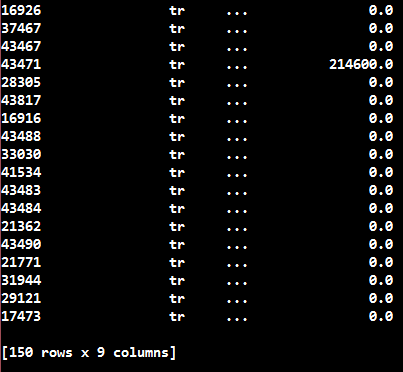 16926 tr ... 0.0
37467 tr ... 0.0
43467 tr ... 0.0
43471 tr ... 214600.0
28305 tr ... 0.0
43817 tr ... 0.0
16916 tr ... 0.0
43488 tr ... 0.0
33030 tr ... 0.0
41534 tr ... 0.0
43483 tr ... 0.0
43484 tr ... 0.0
21362 tr ... 0.0
43490 tr ... 0.0
21771 tr ... 0.0
31944 tr ... 0.0
29121 tr ... 0.0
17473 tr ... 0.0
[150 rows x 9 columns]